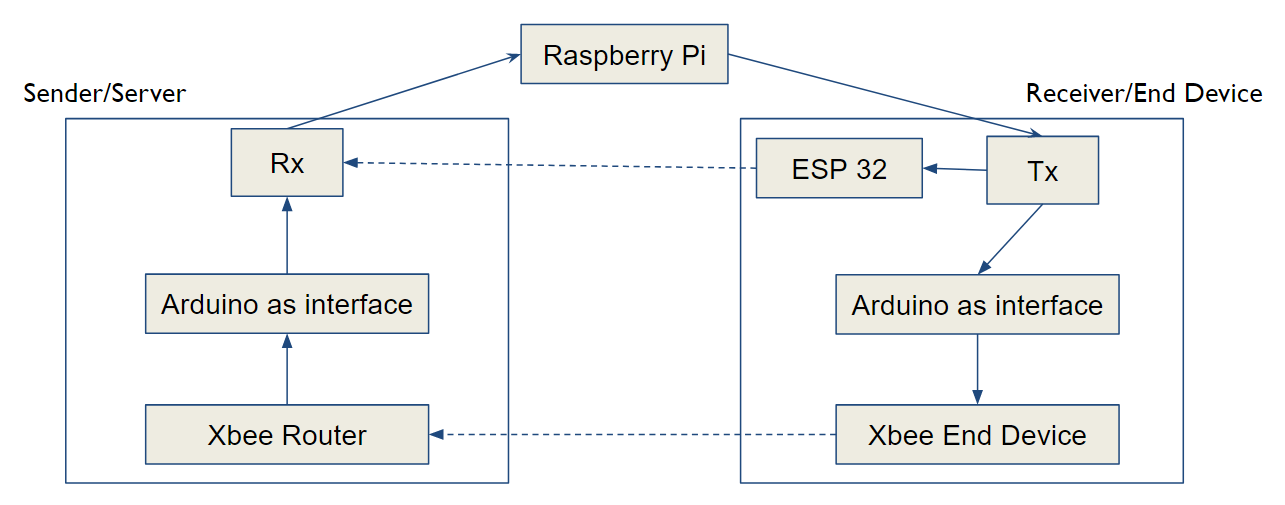 Raspberry Pi
Sender/Server
Receiver/End Device
Rx
ESP 32
Tx
Arduino as interface
Arduino as interface
Xbee Router
Xbee End Device